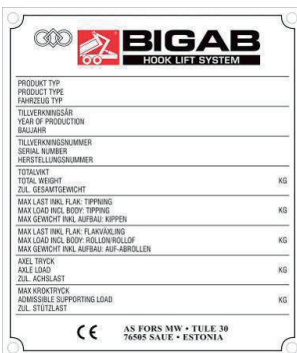 BIGAB
HOOK LIFT SYSTEM
PRODUKT TYP
PRODUCT TYPE
FAHRZEUG TYP
TILLVERKNINGSÅR
YEAR OF PRODUCTION
BAUJAHR
TILLVERKNINGSNUMMER
SERIAL NUMBER
HERSTELLUNGSNUMMER
TOTALVIKT
TOTAL WEIGHT KG
ZUL. GESAMTGEWICHT
MAX LAST INKL FLAK: TIPPNING
MAX LOAD INCL BODY: TIPPING KG
MAX GEWICHT INKL AUFBAU: KIPPEN
MAX LAST INKL FLAK: FLAKVÄXLING
MAX LOAD INCL BODY: ROLLON/ROLLOF KG
MAX GEWICHT INKL AUFBAU: AUF-ABROLLEN
AXEL TRYCK
AXLE LOAD KG
ZUL. ACHSLAST
MAX KROKTRYCK
ADMISSIBLE SUPPORTING LOAD KG
ZUL. STÜTZLAST
CE AS FORS MW • TULE 30
76505 SAUE • ESTONIA